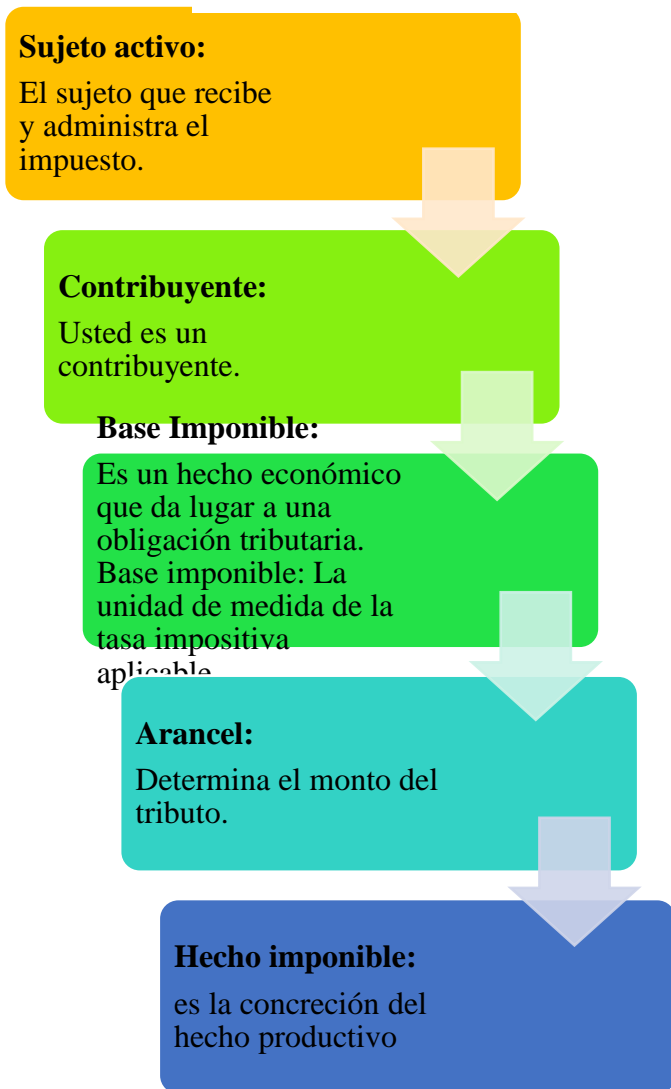 Sujeto activo:
El sujeto que recibe
y administra el
impuesto.
Contribuyente:
Usted es un
contribuyente.
Base Imponible:
Es un hecho económico
que da lugar a una
obligación tributaria.
Base imponible: La
unidad de medida de la
tasa impositiva
aplicable
Arancel:
Determina el monto del
tributo.
Hecho imponible:
es la concreción del
hecho productivo